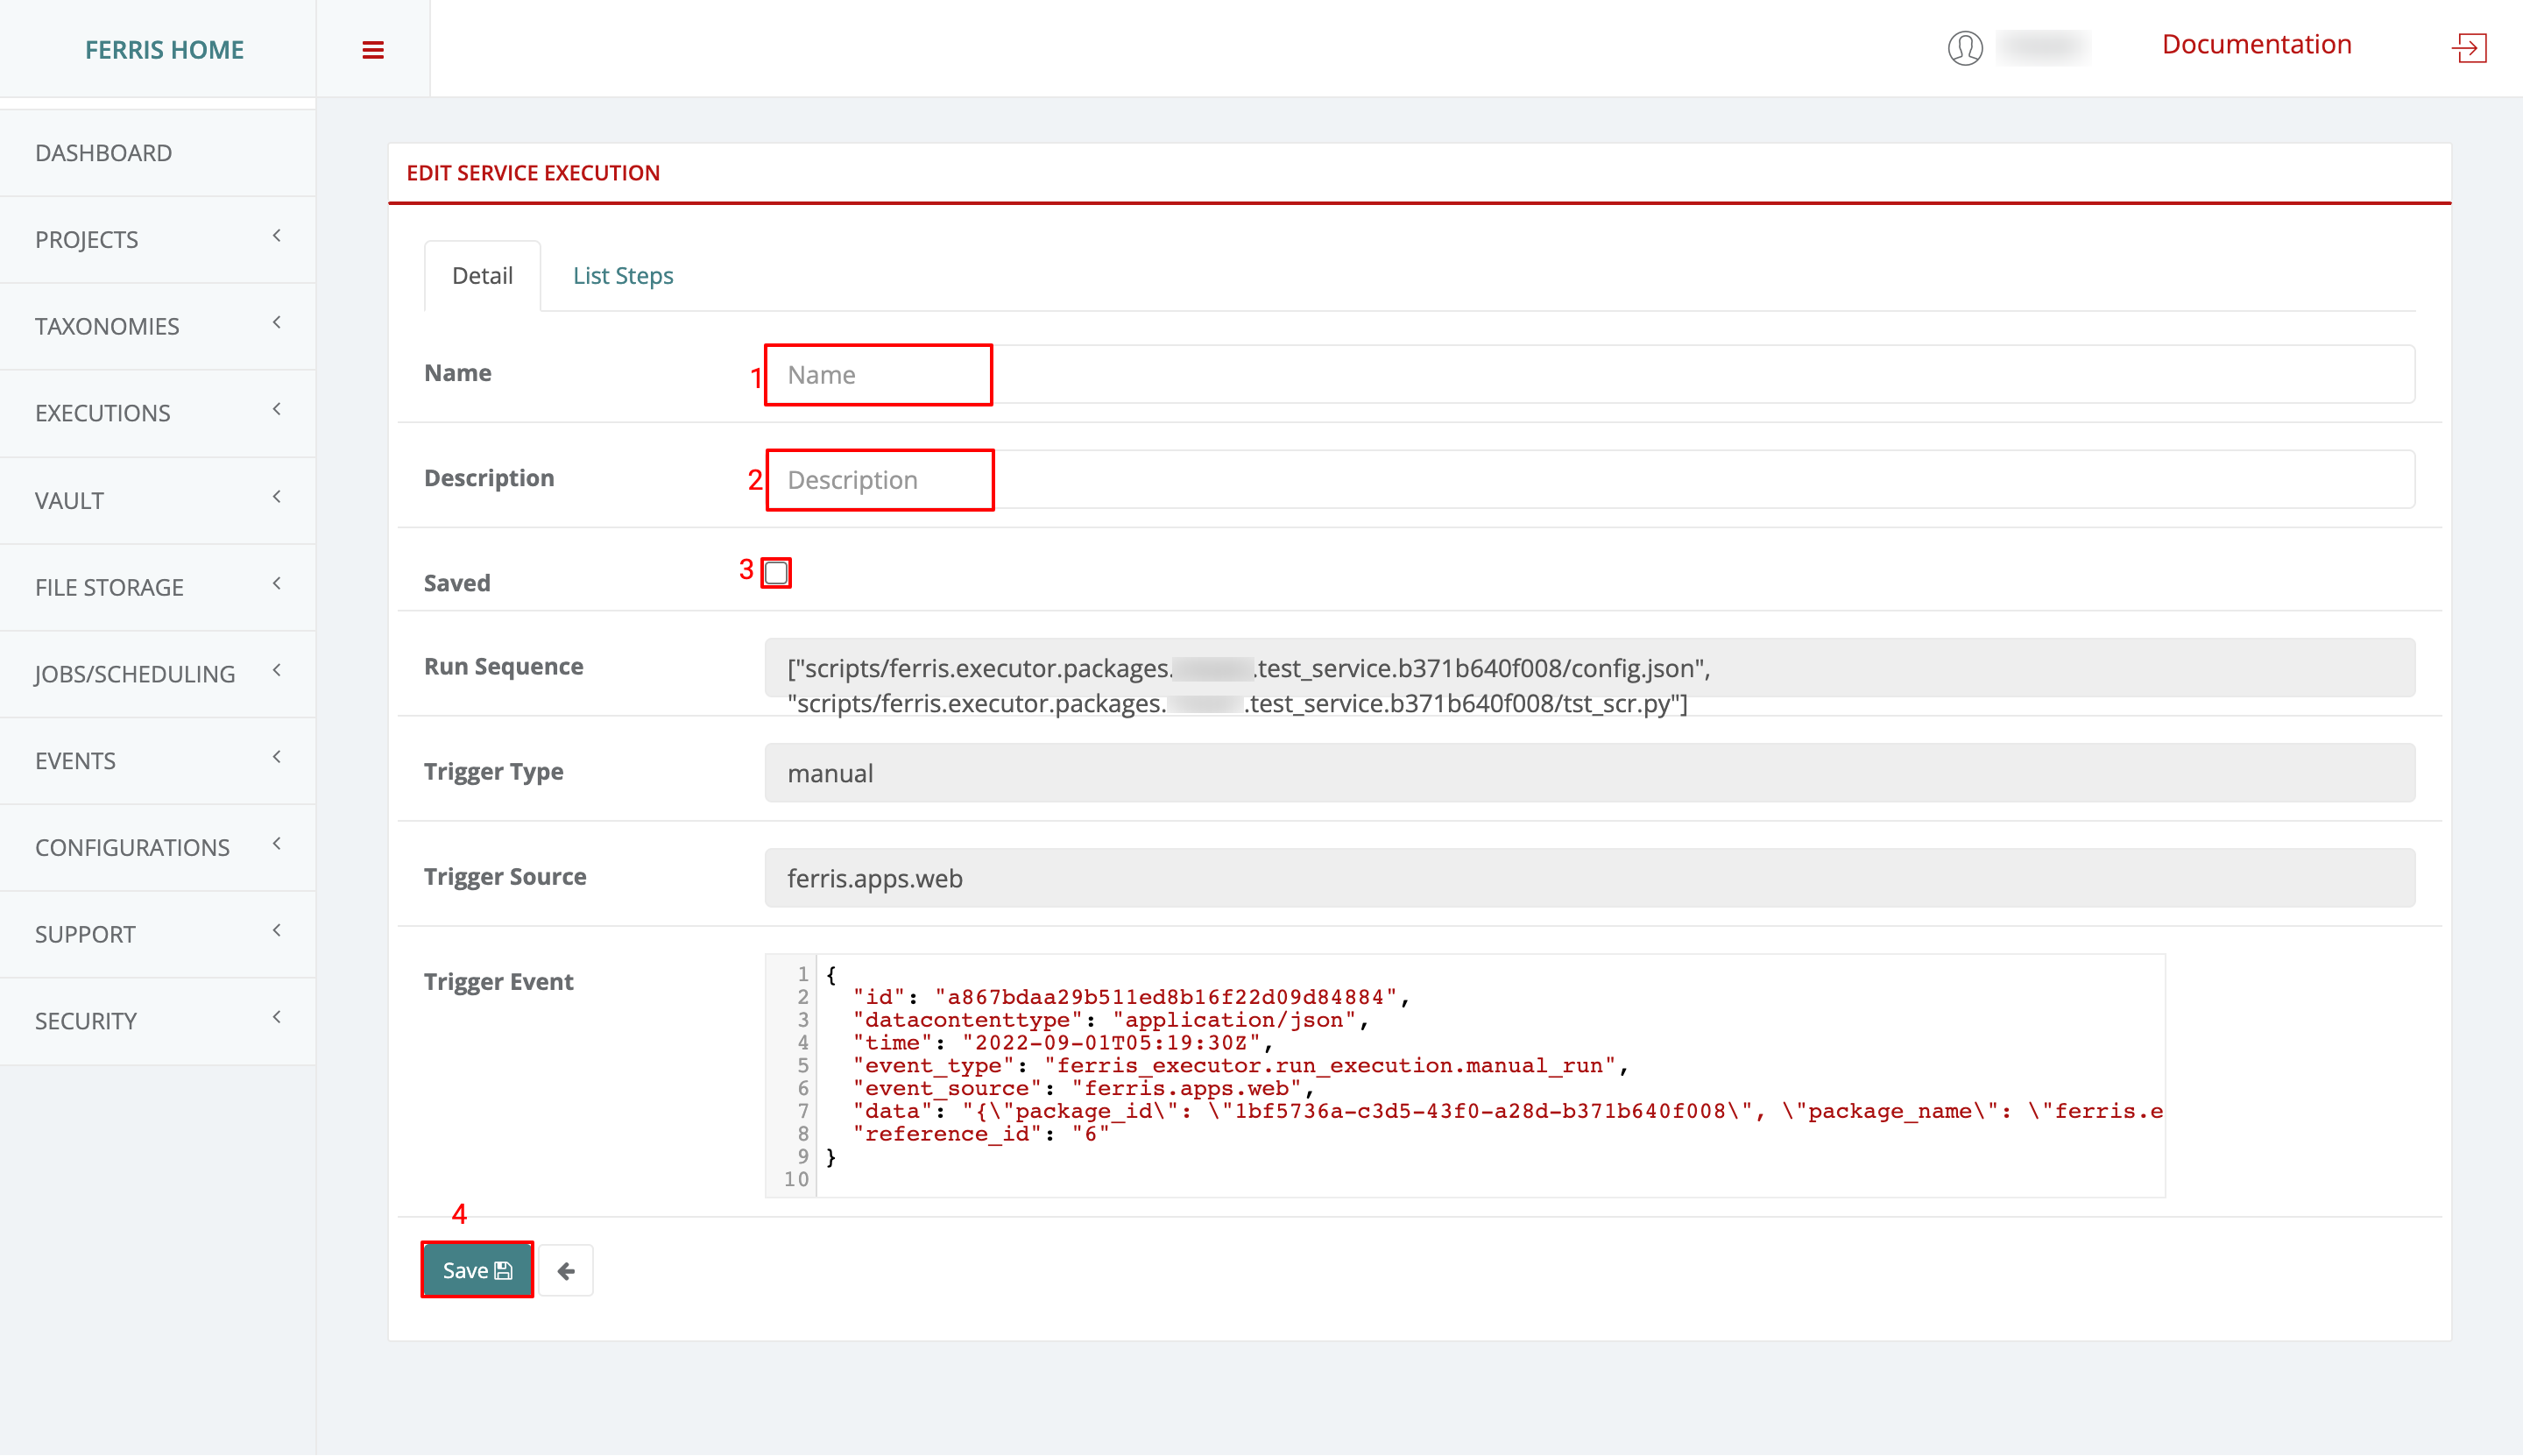 FERRIS HOME
Documentation
DASHBOARD
PROJECTS
TAXONOMIES
EXECUTIONS
VAULT
FILE STORAGE
JOBS/SCHEDULING
EVENTS
CONFIGURATIONS
SUPPORT
SECURITY
EDIT SERVICE EXECUTION
Detail List Steps
Name 1 Name
Description 2 Description
Saved 3
Run Sequence ["scripts/ferris.executor.packages. .test_service.b371b640f008/config.json",
"scripts/ferris.executor.packages. .test_service.b371b640f008/tst_scr.py"]
Trigger Type manual
Trigger Source ferris.apps.web
Trigger Event
1 {
2 "id": "a867bdaa29b511ed8b16f22d09d84884",
3 "datacontenttype": "application/json",
4 "time": "2022-09-01T05:19:30Z",
5 "event_type": "ferris_executor.run_execution.manual_run",
6 "event_source": "ferris.apps.web",
7 "data": "{\"package_id\": \"1bf5736a-c3d5-43f0-a28d-b371b640f008\", \"package_name\": \"ferris.e
8 "reference_id": "6"
9 }
10
4
Save